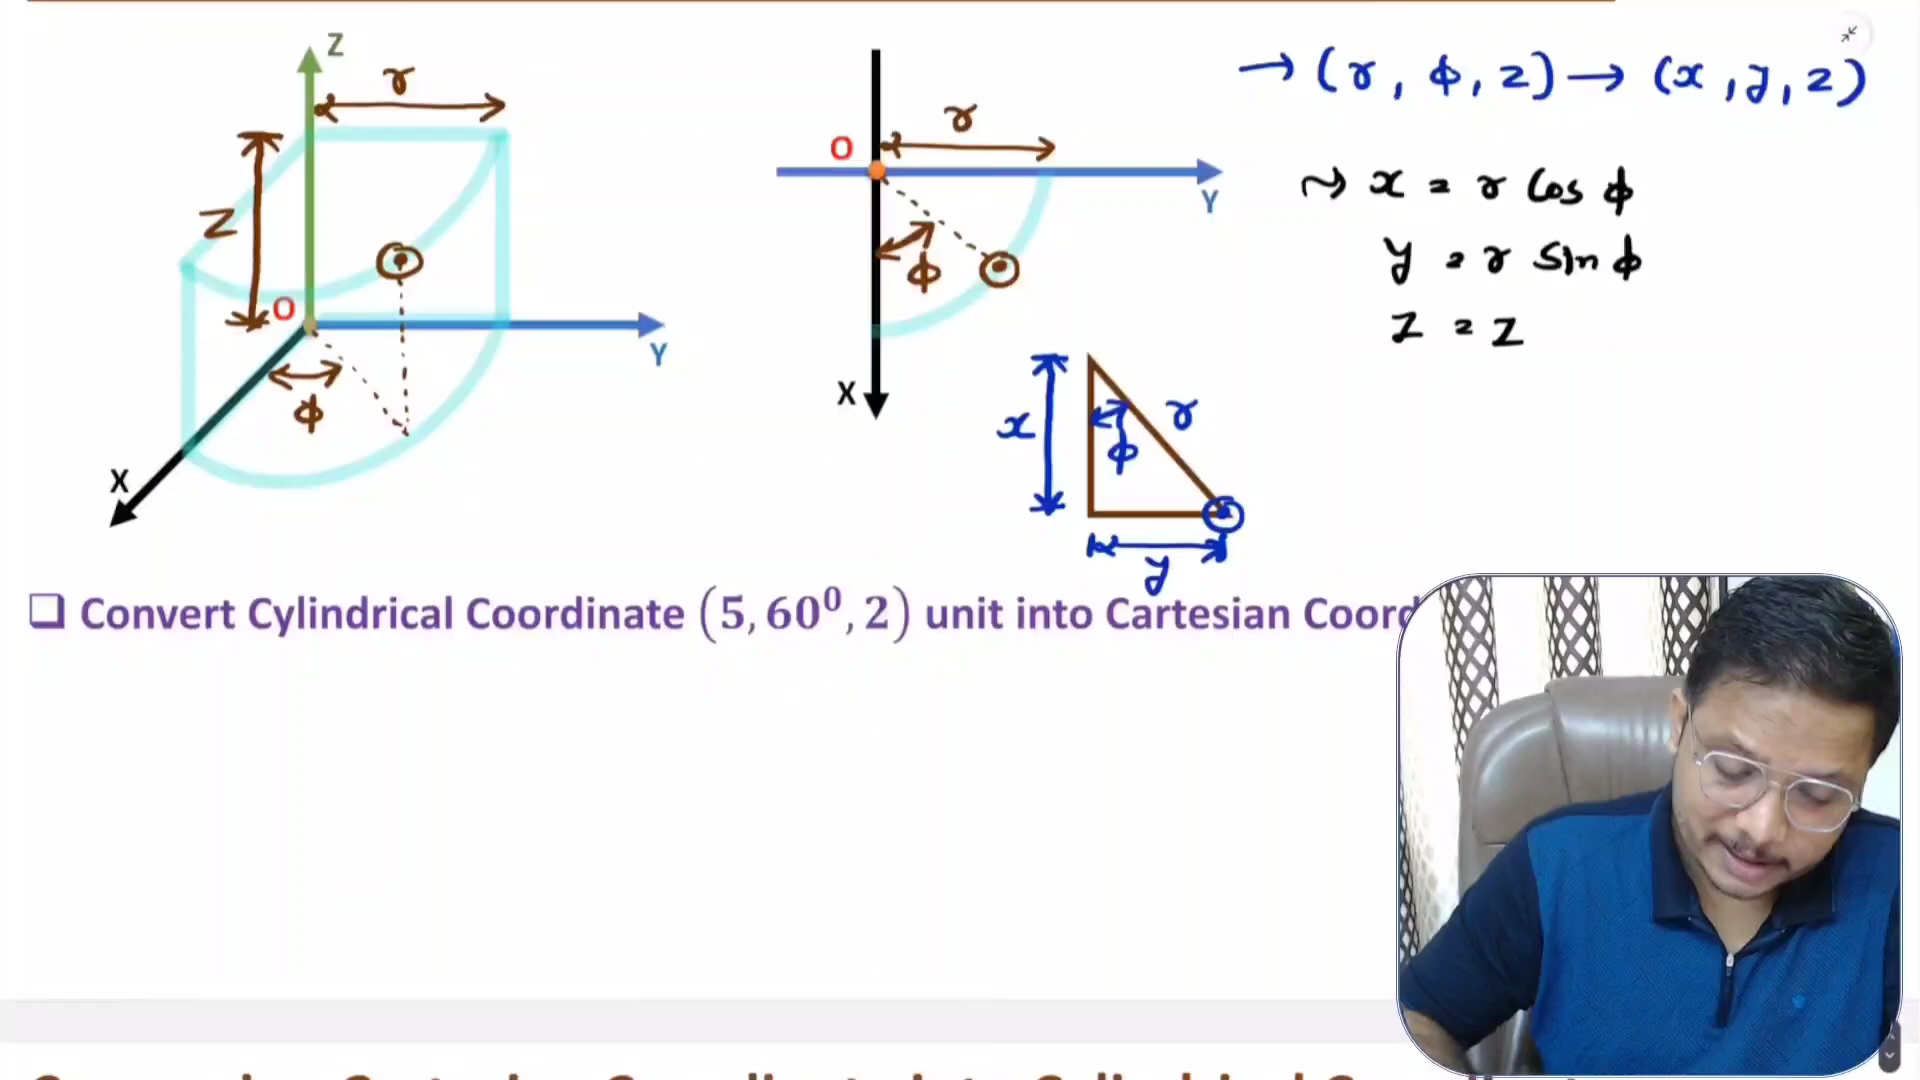 Z
r
Z
O
Y
ϕ
X
O
r
Y
ϕ
X
→ (r, ϕ, z) → (x, y, z)
x = r cos ϕ
y = r sin ϕ
z = z
x
ϕ
r
y
❑ Convert Cylindrical Coordinate (5, 60⁰, 2) unit into Cartesian Coord